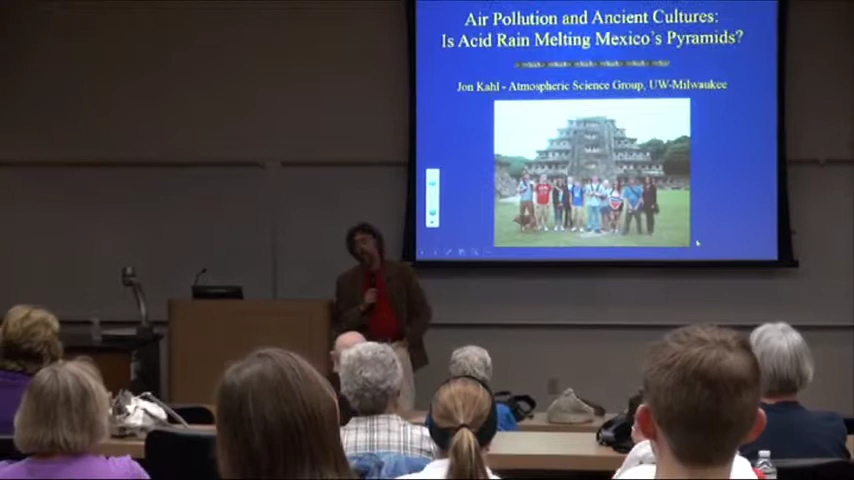 Air Pollution and Ancient Cultures:
Is Acid Rain Melting Mexico's Pyramids?
Jon Kahl - Atmospheric Science Group, UW-Milwaukee